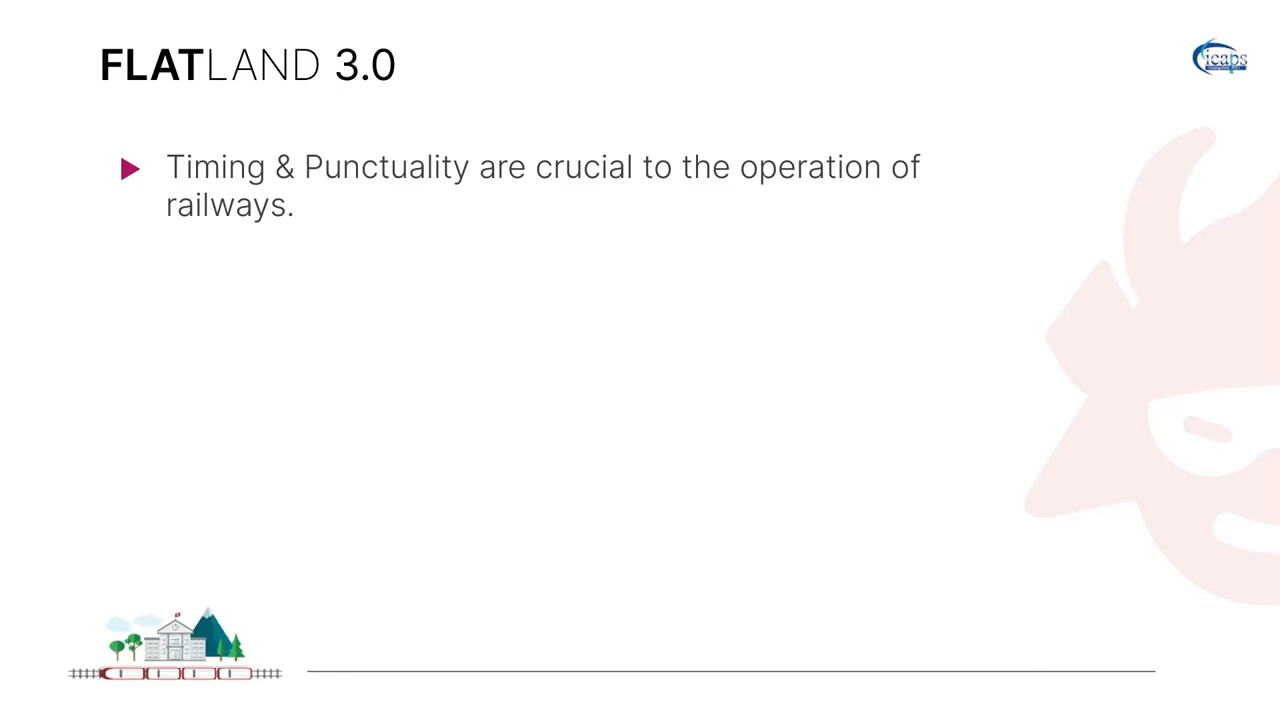 FLATLAND 3.0
icaps
Timing & Punctuality are crucial to the operation of
railways.